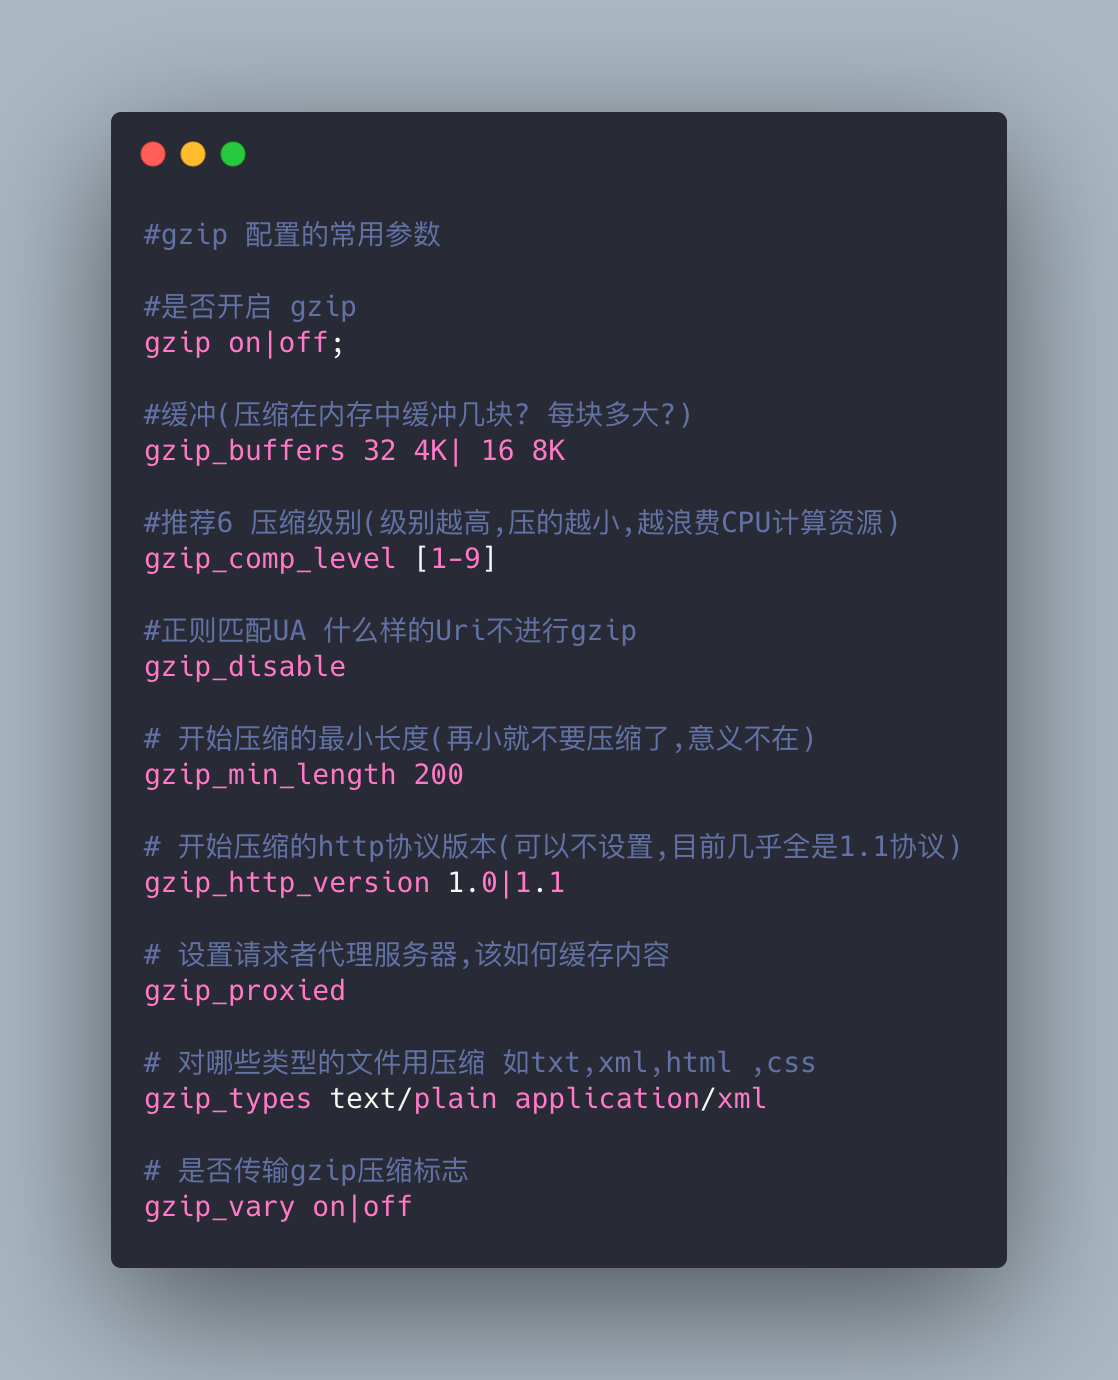 #gzip 配置的常用参数
#是否开启 gzip
gzip on|off;
#缓冲(压缩在内存中缓冲几块? 每块多大?)
gzip_buffers 32 4K| 16 8K
#推荐6 压缩级别(级别越高,压的越小,越浪费CPU计算资源)
gzip_comp_level [1-9]
#正则匹配UA 什么样的Uri不进行gzip
gzip_disable
# 开始压缩的最小长度(再小就不要压缩了,意义不在)
gzip_min_length 200
# 开始压缩的http协议版本(可以不设置,目前几乎全是1.1协议)
gzip_http_version 1.0|1.1
# 设置请求者代理服务器,该如何缓存内容
gzip_proxied
# 对哪些类型的文件用压缩 如txt,xml,html ,css
gzip_types text/plain application/xml
# 是否传输gzip压缩标志
gzip_vary on|off